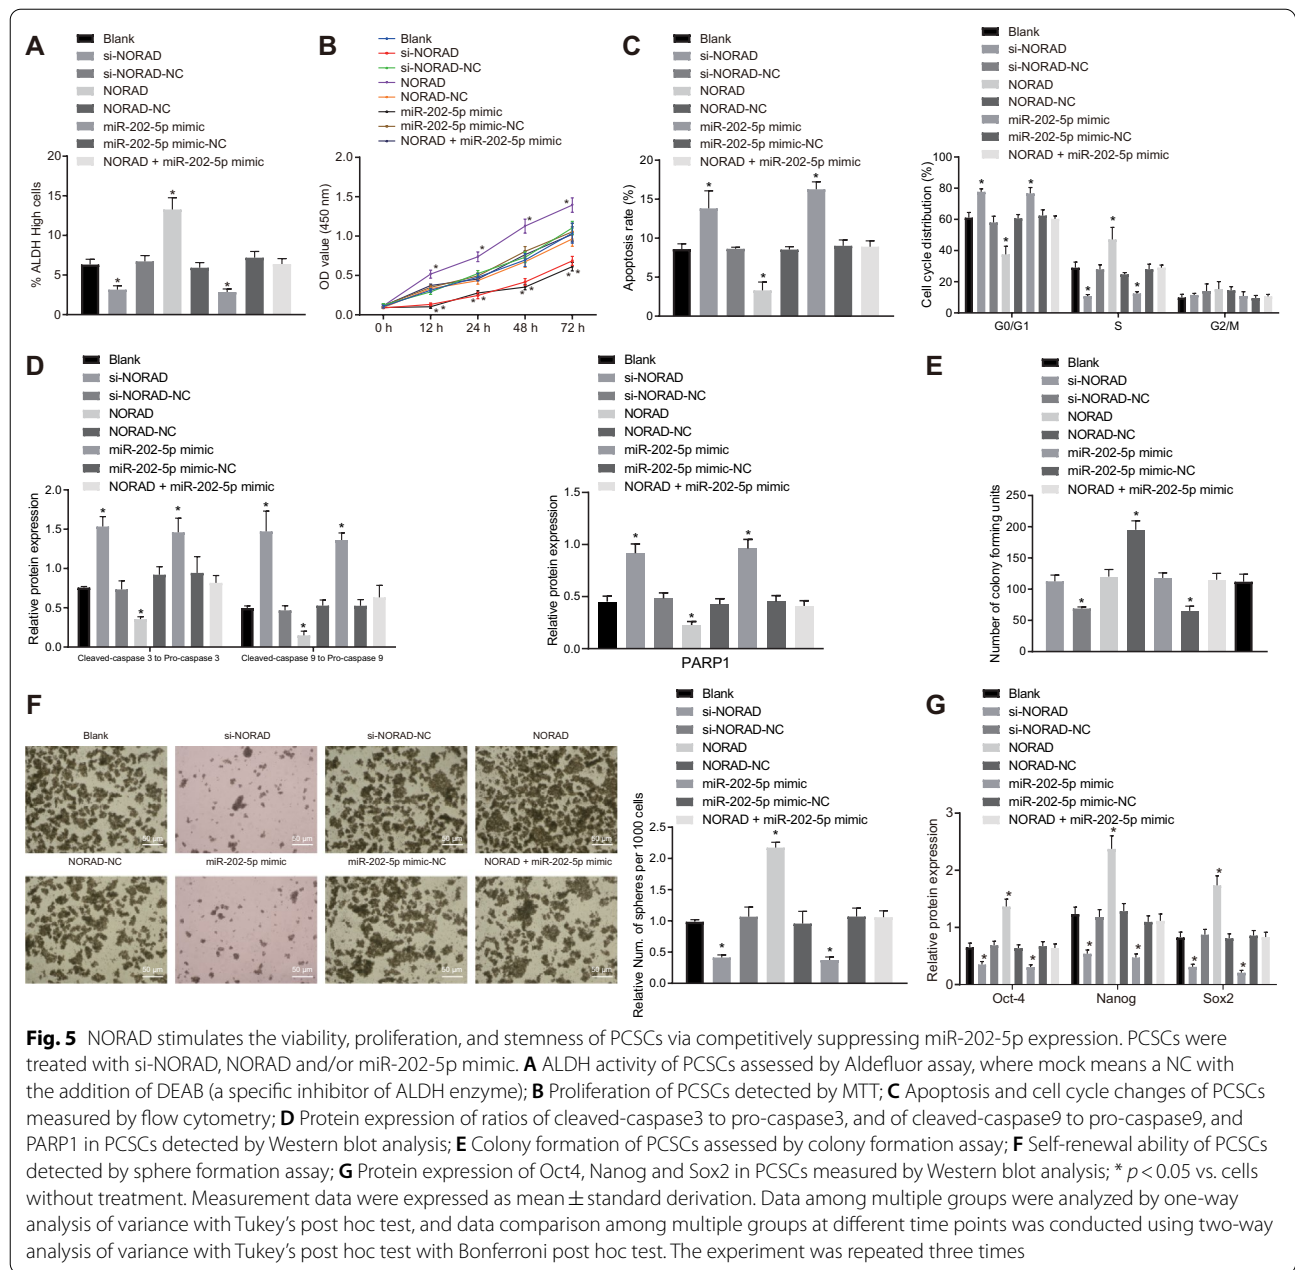 A
Blank
si-NORAD
si-NORAD-NC
NORAD
NORAD-NC
miR-202-5p mimic
miR-202-5p mimic-NC
NORAD + miR-202-5p mimic
% ALDH High cells
20
15
10
5
0
* * *
B
Blank
si-NORAD
si-NORAD-NC
NORAD
NORAD-NC
miR-202-5p mimic
miR-202-5p mimic-NC
NORAD + miR-202-5p mimic
OD value (450 nm)
2.0
1.5
1.0
0.5
0.0
0 h 12 h 24 h 48 h 72 h
* * * * * * * * * * * *
C
Blank
si-NORAD
si-NORAD-NC
NORAD
NORAD-NC
miR-202-5p mimic
miR-202-5p mimic-NC
NORAD + miR-202-5p mimic
Apoptosis rate (%)
20
15
10
5
0
* * *
Blank
si-NORAD
si-NORAD-NC
NORAD
NORAD-NC
miR-202-5p mimic
miR-202-5p mimic-NC
NORAD + miR-202-5p mimic
Cell cycle distribution (%)
100
80
60
40
20
0
* * * * * *
G0/G1 S G2/M
D
Blank
si-NORAD
si-NORAD-NC
NORAD
NORAD-NC
miR-202-5p mimic
miR-202-5p mimic-NC
NORAD + miR-202-5p mimic
Relative protein expression
2.0
1.5
1.0
0.5
0.0
* * * * * *
Cleaved-caspase 3 to Pro-caspase 3 Cleaved-caspase 9 to Pro-caspase 9
Blank
si-NORAD
si-NORAD-NC
NORAD
NORAD-NC
miR-202-5p mimic
miR-202-5p mimic-NC
NORAD + miR-202-5p mimic
Relative protein expression
1.5
1.0
0.5
0.0
* * *
PARP1
E
Blank
si-NORAD
si-NORAD-NC
NORAD
NORAD-NC
miR-202-5p mimic
miR-202-5p mimic-NC
NORAD + miR-202-5p mimic
Number of colony forming units
250
200
150
100
50
0
* * *
F
Blank si-NORAD si-NORAD-NC NORAD
50 μm 50 μm 50 μm 50 μm
NORAD-NC miR-202-5p mimic miR-202-5p mimic-NC NORAD + miR-202-5p mimic
50 μm 50 μm 50 μm 50 μm
Blank
si-NORAD
si-NORAD-NC
NORAD
NORAD-NC
miR-202-5p mimic
miR-202-5p mimic-NC
NORAD + miR-202-5p mimic
Relative Num. of spheres per 1000 cells
2.5
2.0
1.5
1.0
0.5
0.0
* * *
G
Blank
si-NORAD
si-NORAD-NC
NORAD
NORAD-NC
miR-202-5p mimic
miR-202-5p mimic-NC
NORAD + miR-202-5p mimic
Relative protein expression
3
2
1
0
* * * * * * * * *
Oct-4 Nanog Sox2
Fig. 5 NORAD stimulates the viability, proliferation, and stemness of PCSCs via competitively suppressing miR-202-5p expression. PCSCs were
treated with si-NORAD, NORAD and/or miR-202-5p mimic. A ALDH activity of PCSCs assessed by Aldefluor assay, where mock means a NC with
the addition of DEAB (a specific inhibitor of ALDH enzyme); B Proliferation of PCSCs detected by MTT; C Apoptosis and cell cycle changes of PCSCs
measured by flow cytometry; D Protein expression of ratios of cleaved-caspase3 to pro-caspase3, and of cleaved-caspase9 to pro-caspase9, and
PARP1 in PCSCs detected by Western blot analysis; E Colony formation of PCSCs assessed by colony formation assay; F Self-renewal ability of PCSCs
detected by sphere formation assay; G Protein expression of Oct4, Nanog and Sox2 in PCSCs measured by Western blot analysis; * p < 0.05 vs. cells
without treatment. Measurement data were expressed as mean ± standard derivation. Data among multiple groups were analyzed by one-way
analysis of variance with Tukey's post hoc test, and data comparison among multiple groups at different time points was conducted using two-way
analysis of variance with Tukey's post hoc test with Bonferroni post hoc test. The experiment was repeated three times